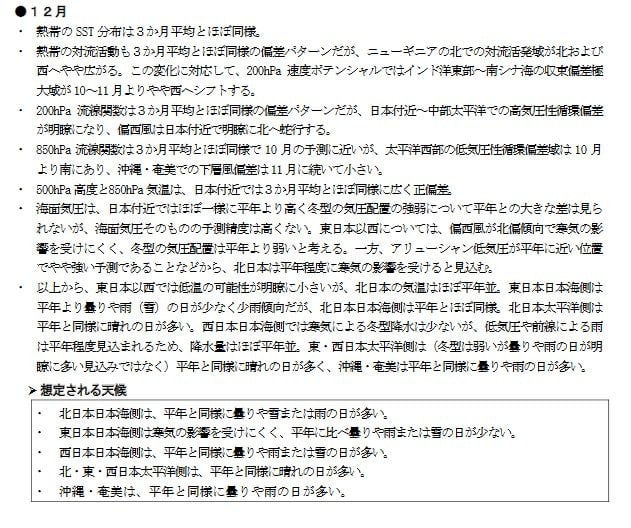 ●１２月
・ 熱帯の SST 分布は３か月平均とほぼ同様。
・ 熱帯の対流活動も３か月平均とほぼ同様の偏差パターンだが、ニューギニアの北での対流活発域が北および
西へやや広がる。この変化に対応して、200hPa 速度ポテンシャルではインド洋東部～南シナ海の収束偏差極
大域が 10～11 月よりやや西へシフトする。
・ 200hPa 流線関数は３か月平均とほぼ同様の偏差パターンだが、日本付近～中部太平洋での高気圧性循環偏差
が明瞭になり、偏西風は日本付近で明瞭に北へ蛇行する。
・ 850hPa 流線関数は３か月平均とほぼ同様で 10 月の予測に近いが、太平洋西部の低気圧性循環偏差域は 10 月
より南にあり、沖縄・奄美での下層風偏差は 11 月に続いて小さい。
・ 500hPa 高度と850hPa 気温は、日本付近では３か月平均とほぼ同様に広く正偏差。
・ 海面気圧は、日本付近ではほぼ一様に平年より高く冬型の気圧配置の強弱について平年との大きな差は見ら
れないが、海面気圧そのものの予測精度は高くない。東日本以西については、偏西風が北偏傾向で寒気の影
響を受けにくく、冬型の気圧配置は平年より弱いと考える。一方、アリューシャン低気圧が平年に近い位置
でやや強い予測であることなどから、北日本は平年程度に寒気の影響を受けると見込む。
・ 以上から、東日本以西では低温の可能性が明瞭に小さいが、北日本の気温はほぼ平年並。東日本日本海側は
平年より曇りや雨（雪）の日が少なく少雨傾向だが、北日本日本海側は平年とほぼ同様。北日本太平洋側は
平年と同様に晴れの日が多い。西日本日本海側では寒気による冬型降水は少ないが、低気圧や前線による雨
は平年程度見込まれるため、降水量はほぼ平年並。東・西日本太平洋側は（冬型は弱いが曇りや雨の日が明
瞭に多い見込みではなく）平年と同様に晴れの日が多く、沖縄・奄美は平年と同様に曇りや雨の日が多い。
➢ 想定される天候
・ 北日本日本海側は、平年と同様に曇りや雪または雨の日が多い。
・ 東日本日本海側は寒気の影響を受けにくく、平年に比べ曇りや雨または雪の日が少ない。
・ 西日本日本海側は、平年と同様に曇りや雨または雪の日が多い。
・ 北・東・西日本太平洋側は、平年と同様に晴れの日が多い。
・ 沖縄・奄美は、平年と同様に曇りや雨の日が多い。